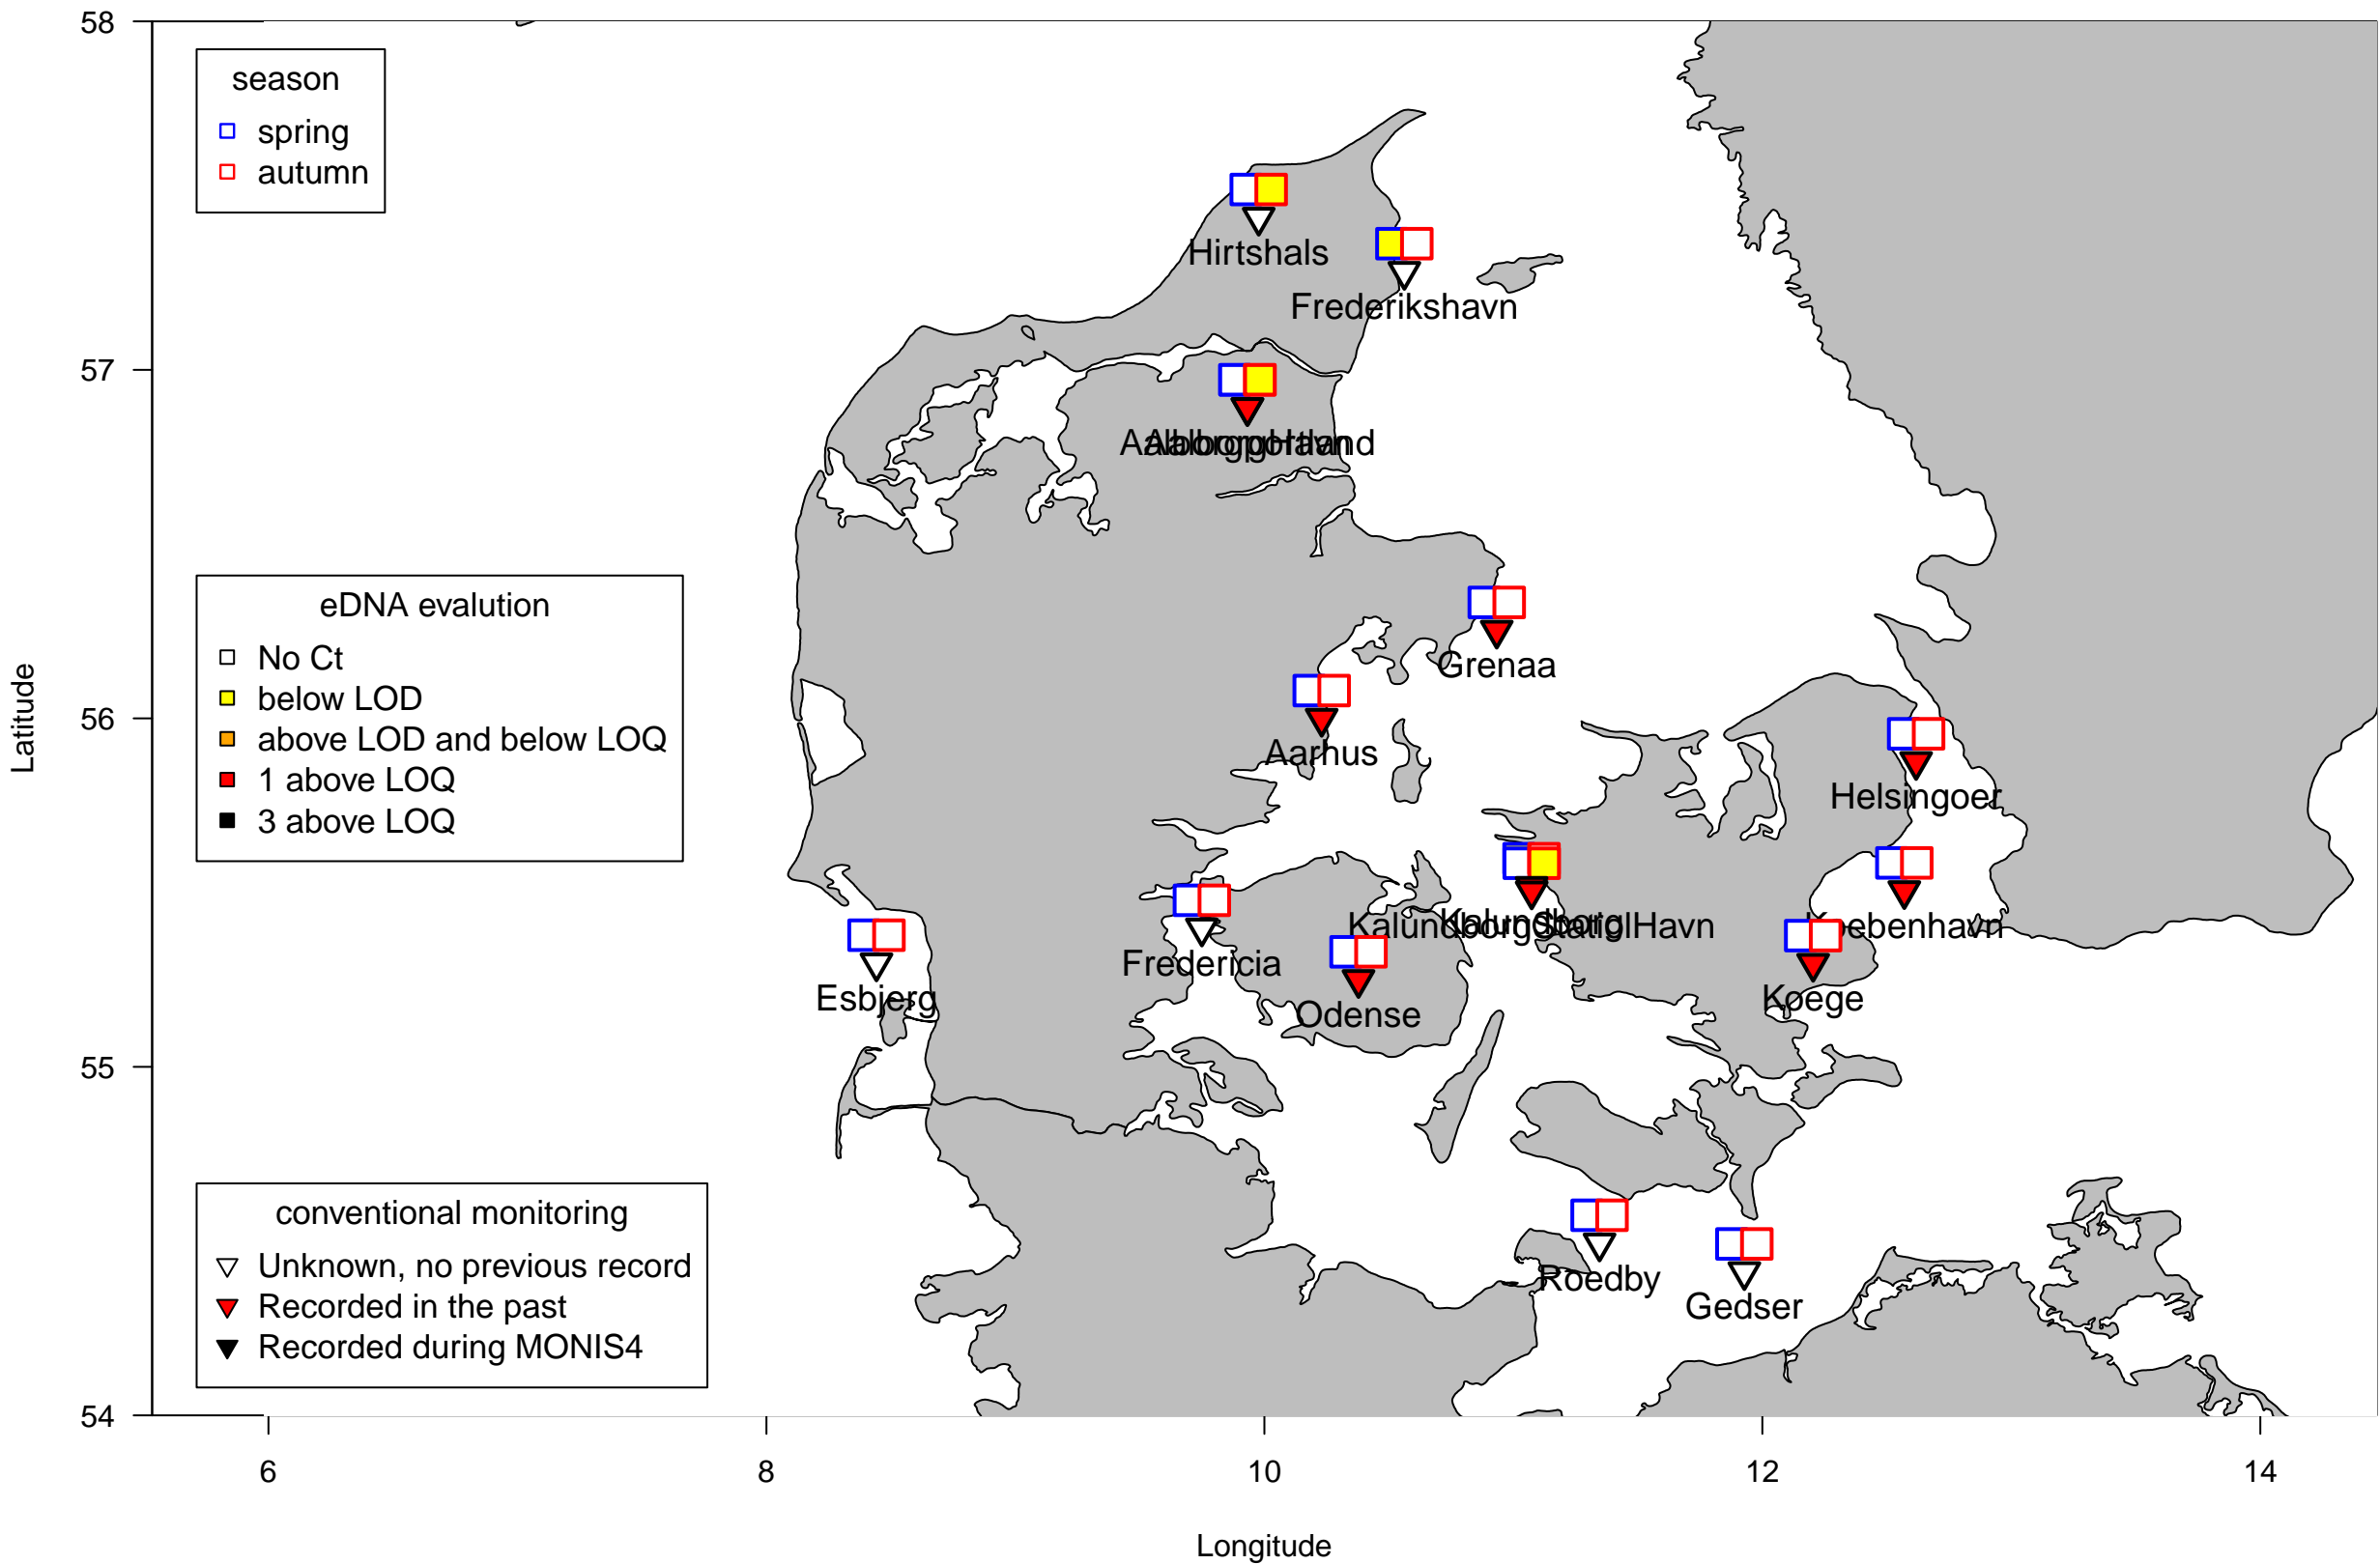 58
season
spring
autumn
Hirtshals
Frederikshavn
57
Grenaa
eDNA evalution
No Ct
below LOD
above LOD and below LOQ
1 above LOQ
3 above LOQ
Latitude
56
Aarhus
Helsingoer
Koebenhavn
Fredericia
Esbjerg
Odense
Koege
55
conventional monitoring
Unknown, no previous record
Recorded in the past
Recorded during MONIS4
Roedby
Gedser
54
6 8 10 12 14
Longitude